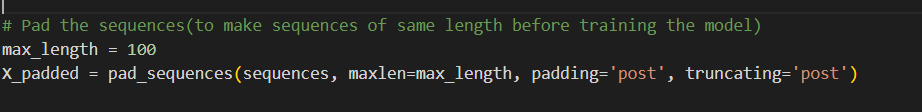 # Pad the sequences(to make sequences of same length before training the model)
max_length = 100
X_padded = pad_sequences(sequences, maxlen=max_length, padding='post', truncating='post')